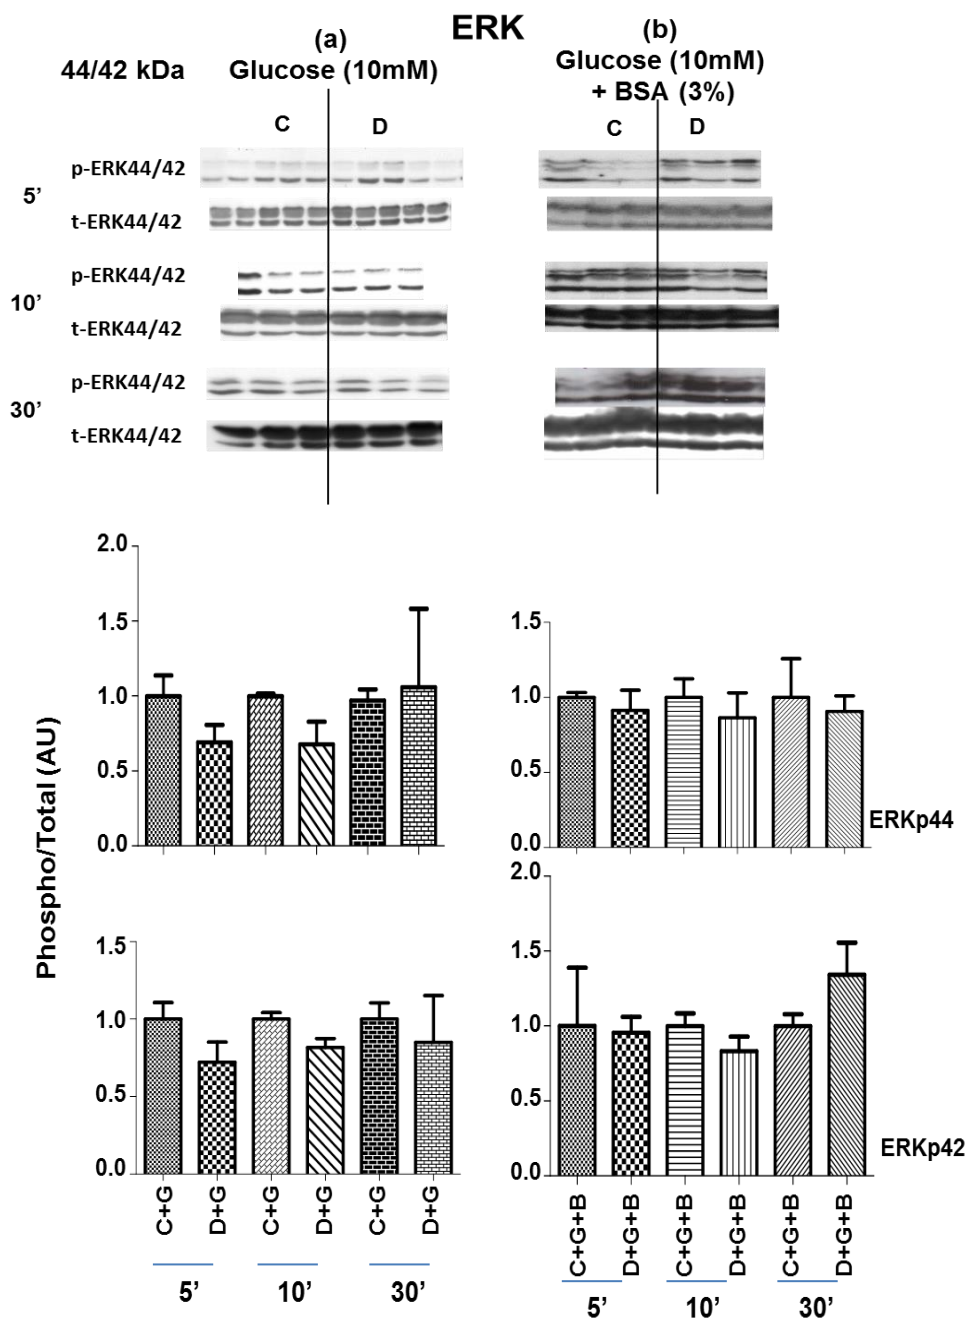 ERK
(a)
Glucose (10mM)
(b)
Glucose (10mM)
+ BSA (3%)
44/42 kDa
C
D
C
D
5’
p-ERK44/42
t-ERK44/42
10’
p-ERK44/42
t-ERK44/42
30’
p-ERK44/42
t-ERK44/42
Phospho/Total (AU)
2.0
1.5
1.0
0.5
0.0
1.5
1.0
0.5
0.0
ERKp44
1.5
1.0
0.5
0.0
C+G
D+G
C+G
D+G
C+G
D+G
5’
10’
30’
2.0
1.5
1.0
0.5
0.0
ERKp42
C+G+B
D+G+B
C+G+B
D+G+B
C+G+B
D+G+B
5’
10’
30’